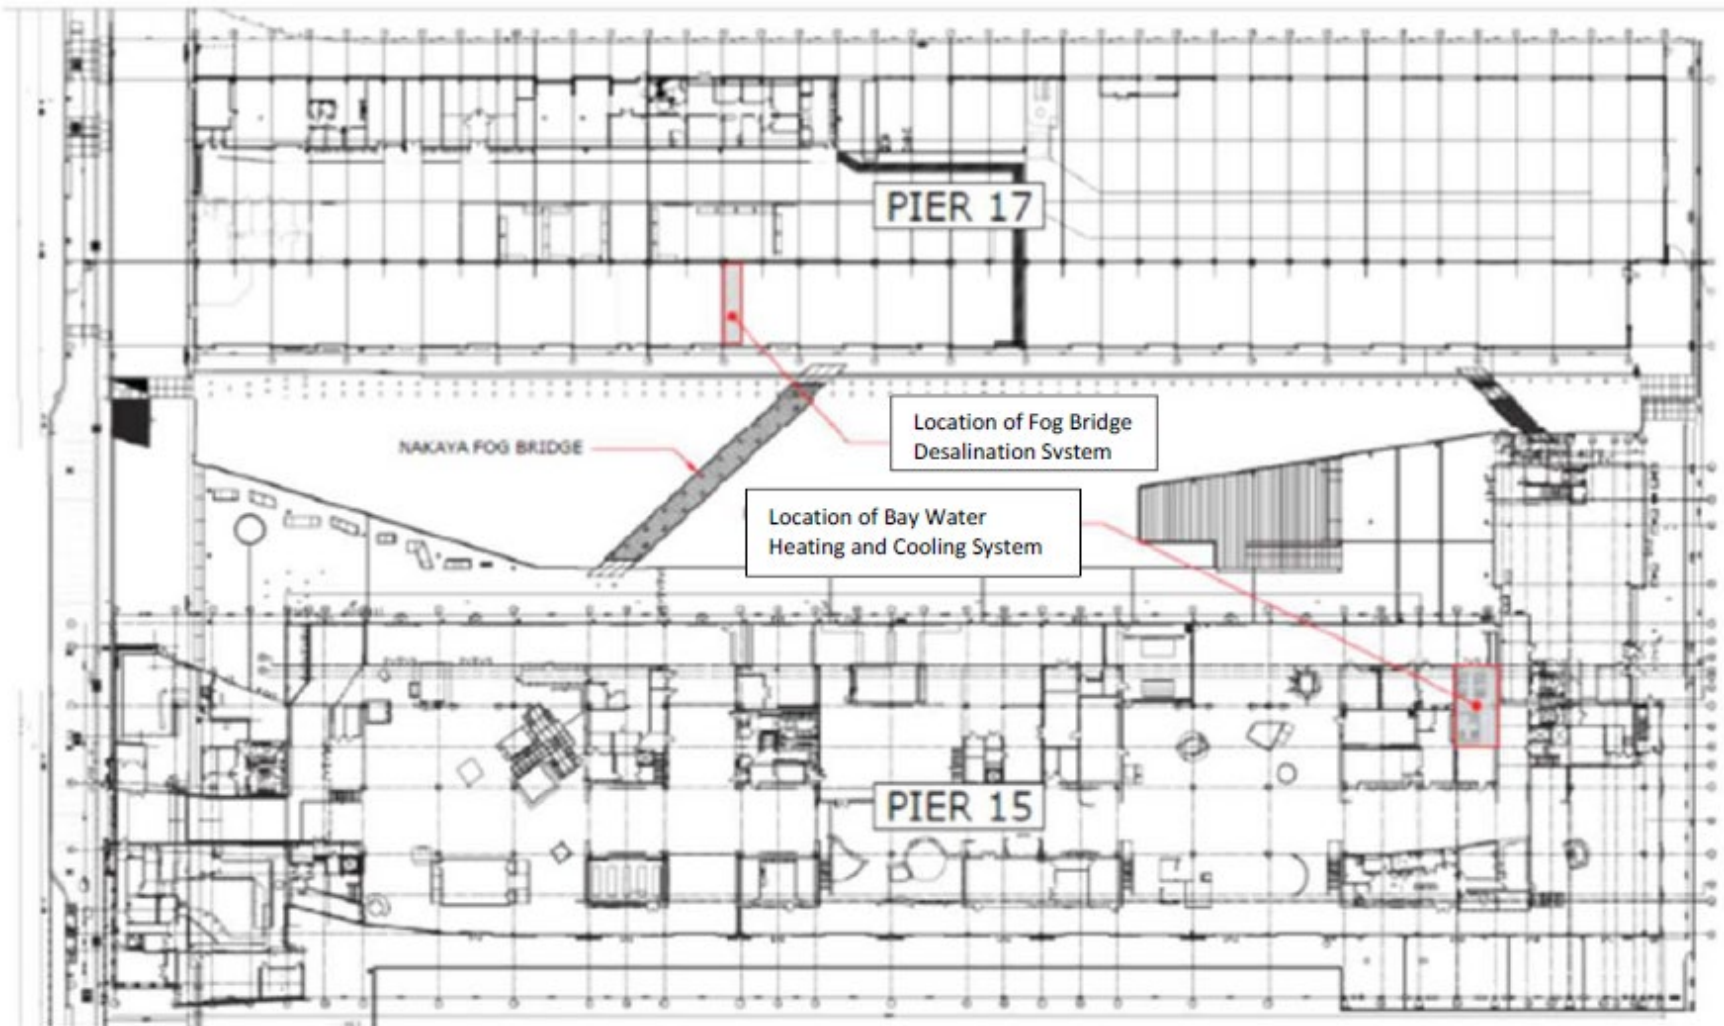 PIER 17
Location of Fog Bridge
Desalination Svstem
NAKAYA FOG BRIDGE
Location of Bay Water
Heating and Cooling System
PIER 15